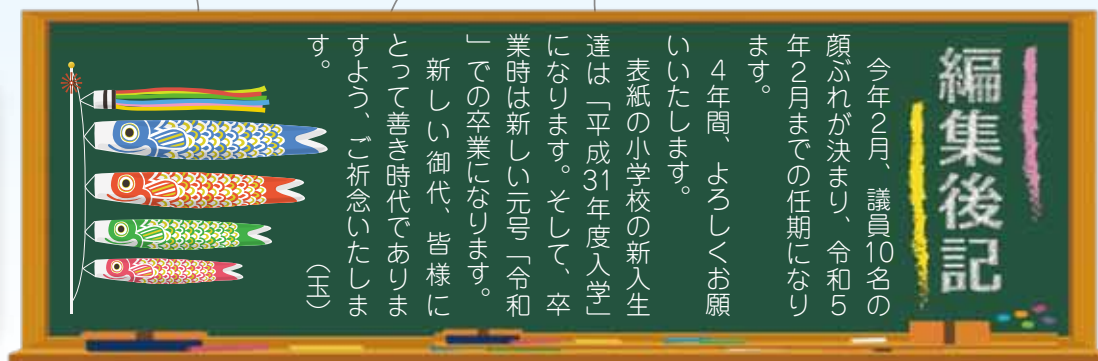 編集後記
　今年２月、議員10名の
顔ぶれが決まり、令和５
年２月までの任期になり
ます。
　４年間、よろしくお願
いいたします。
　表紙の小学校の新入生
達は「平成31年度入学」
になります。そして、卒
業時は新しい元号「令和
」での卒業になります。
　新しい御代、皆様に
とって善き時代でありま
すよう、ご祈念いたしま
す。
（玉）